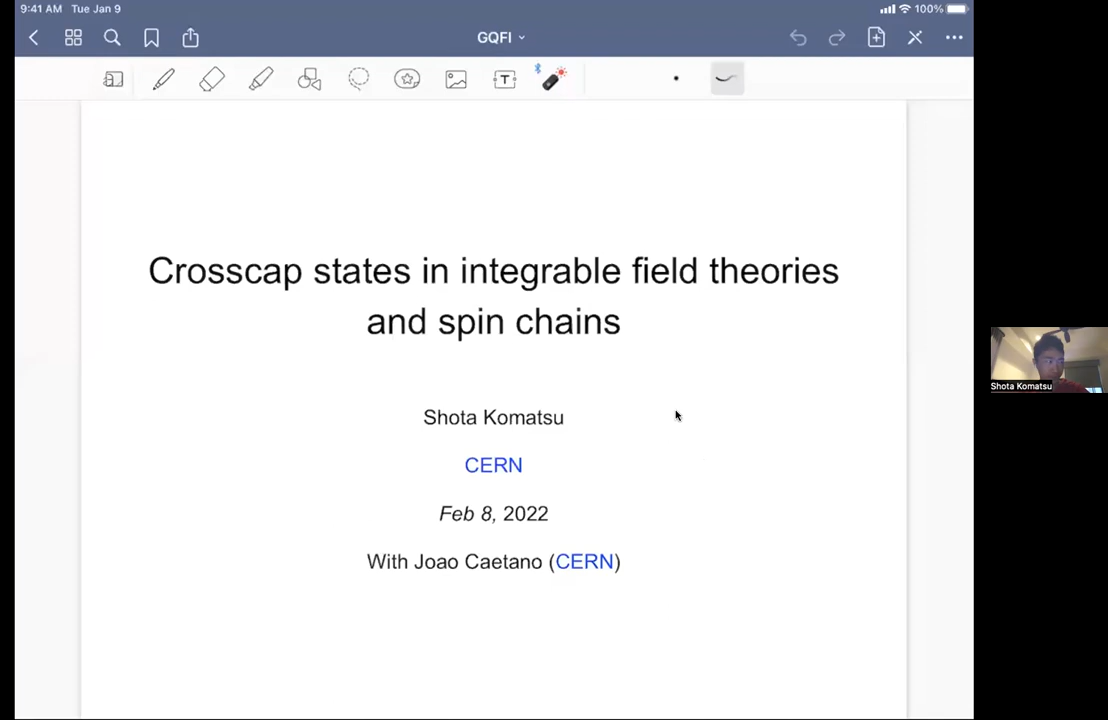 9:41 AM Tue Jan 9
100%
GQFI
T
Crosscap states in integrable field theories
and spin chains
Shota Komatsu
CERN
Feb 8, 2022
With Joao Caetano (CERN)
Shota Komatsu